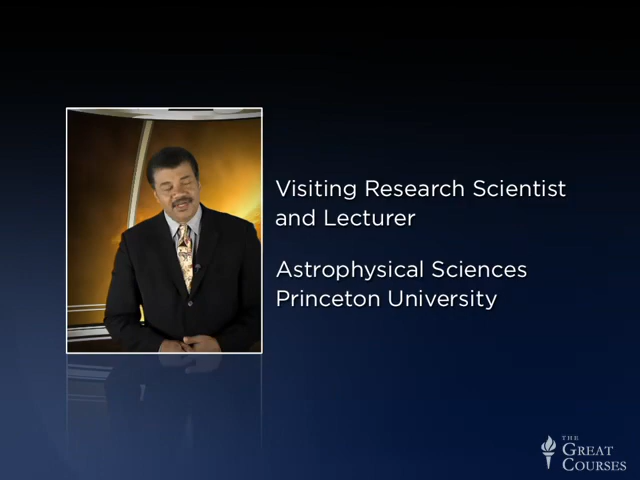 Visiting Research Scientist
and Lecturer
Astrophysical Sciences
Princeton University
THE
GREAT
COURSES